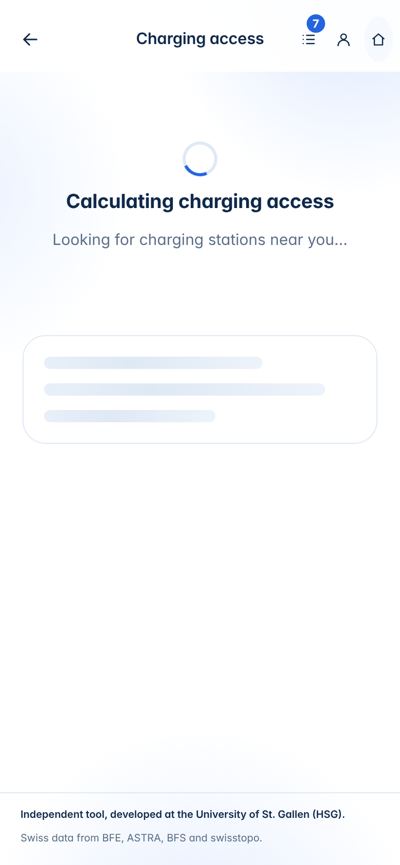 7
Charging access
Calculating charging access
Looking for charging stations near you...
Independent tool, developed at the University of St. Gallen (HSG).
Swiss data from BFE, ASTRA, BFS and swisstopo.